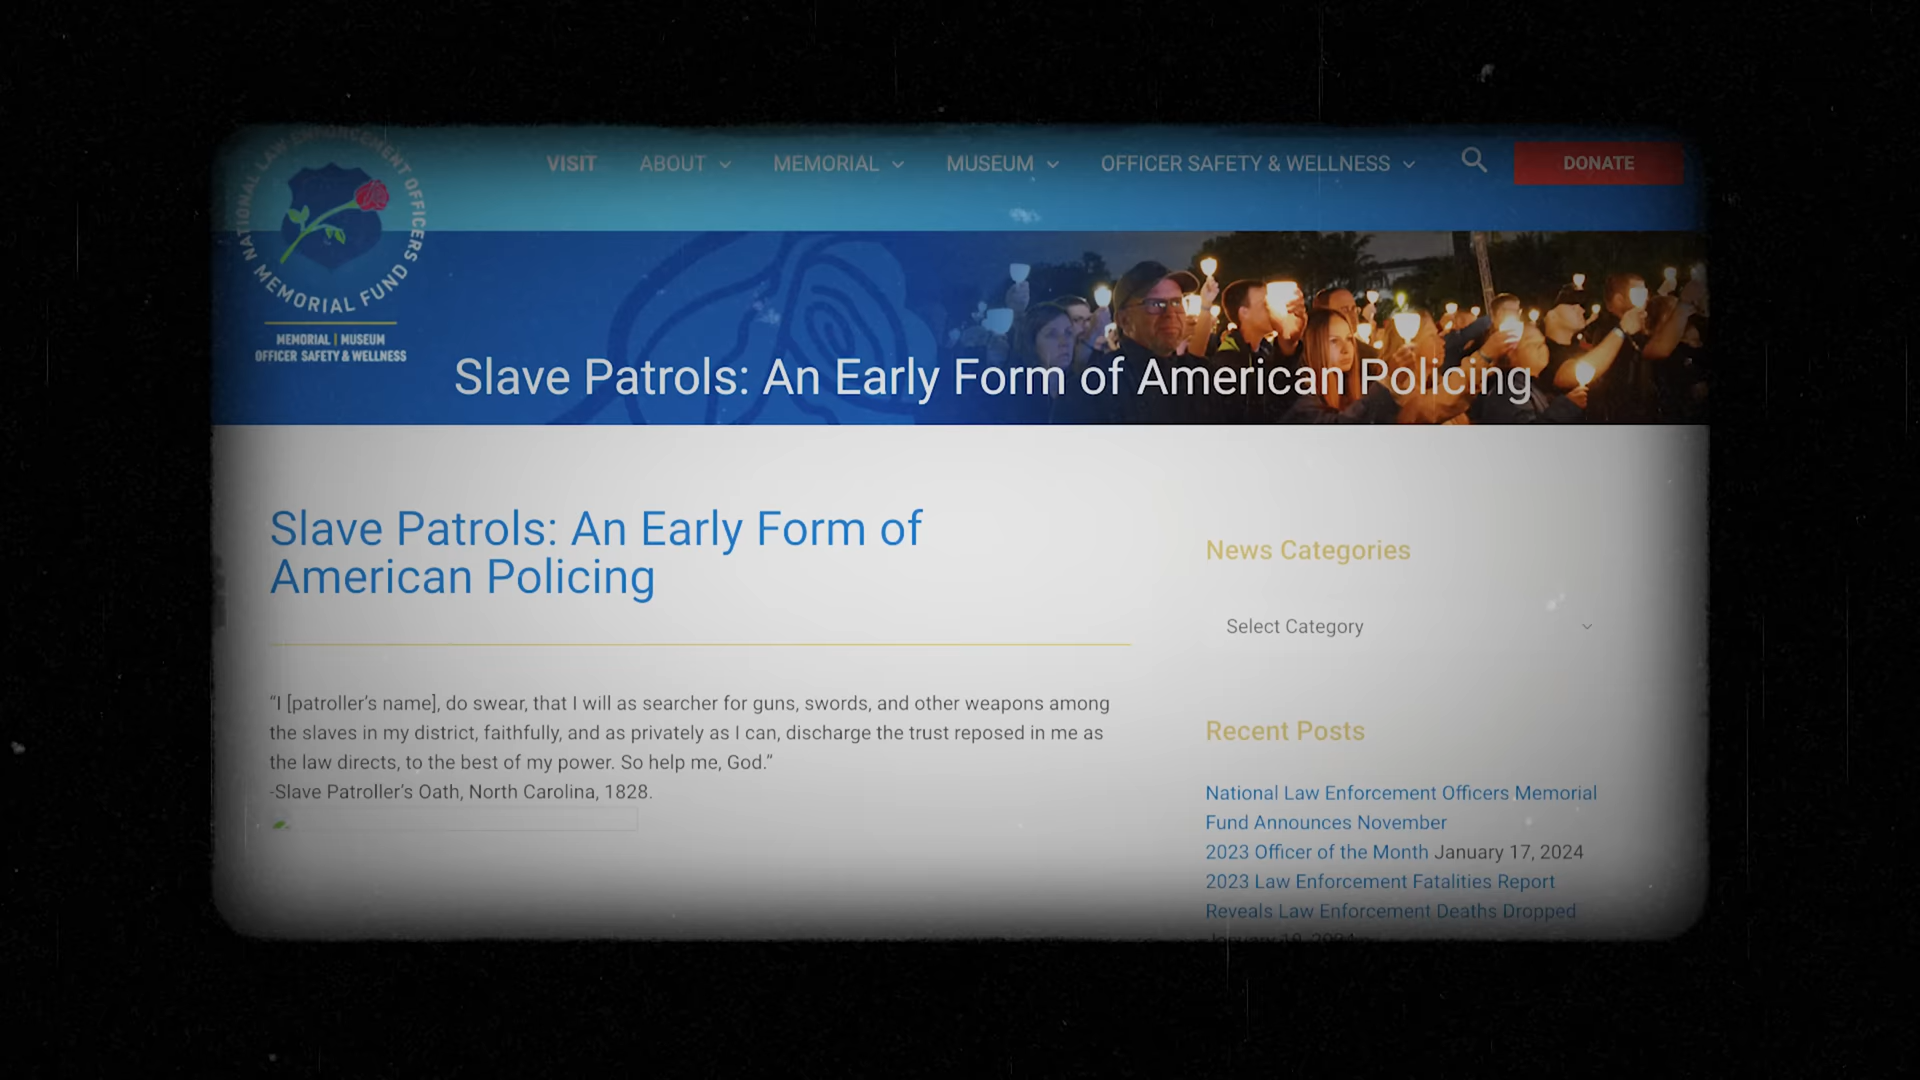 NATIONAL LAW ENFORCEMENT OFFICERS
MEMORIAL FUND
MEMORIAL | MUSEUM
OFFICER SAFETY & WELLNESS
VISIT ABOUT MEMORIAL MUSEUM OFFICER SAFETY & WELLNESS DONATE
Slave Patrols: An Early Form of American Policing
Slave Patrols: An Early Form of
American Policing
“I [patroller’s name], do swear, that I will as searcher for guns, swords, and other weapons among
the slaves in my district, faithfully, and as privately as I can, discharge the trust reposed in me as
the law directs, to the best of my power. So help me, God.”
-Slave Patroller’s Oath, North Carolina, 1828.
News Categories
Select Category
Recent Posts
National Law Enforcement Officers Memorial
Fund Announces November
2023 Officer of the Month January 17, 2024
2023 Law Enforcement Fatalities Report
Reveals Law Enforcement Deaths Dropped